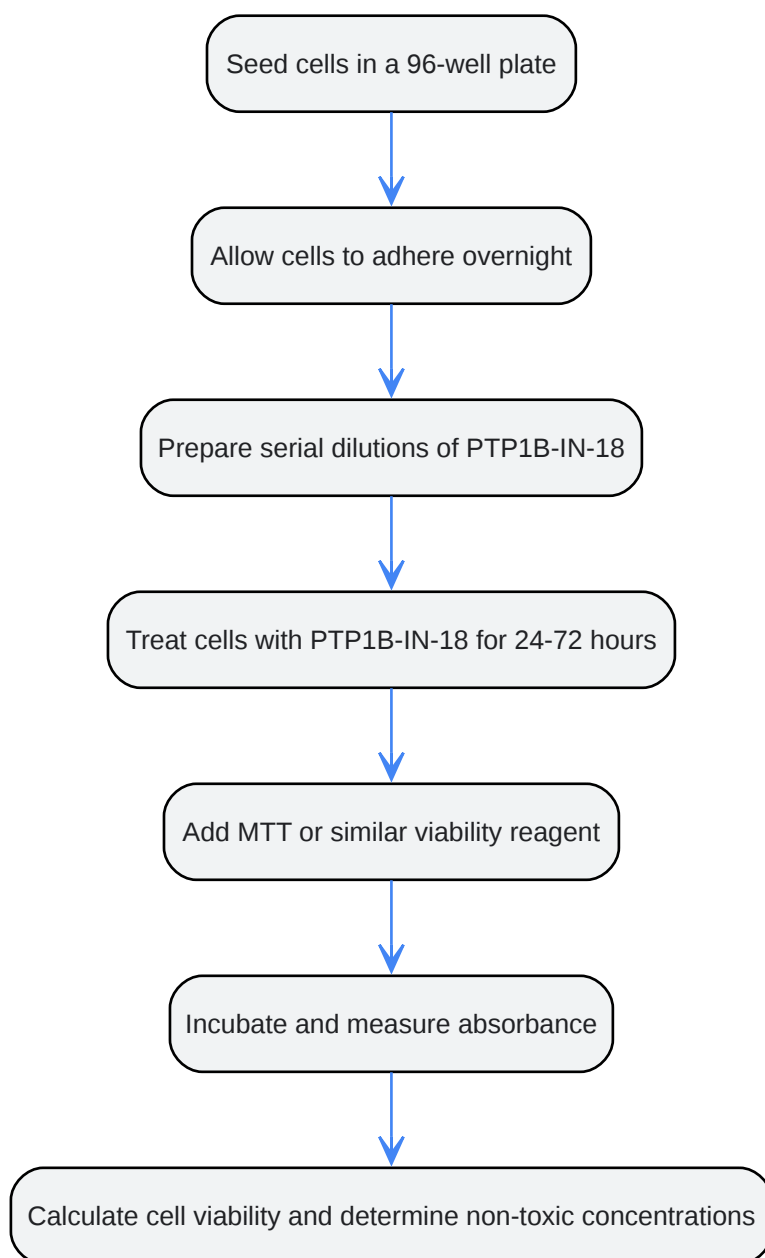 Seed cells in a 96-well plate
Allow cells to adhere overnight
Prepare serial dilutions of PTP1B-IN-18
Treat cells with PTP1B-IN-18 for 24-72 hours
Add MTT or similar viability reagent
Incubate and measure absorbance
Calculate cell viability and determine non-toxic concentrations